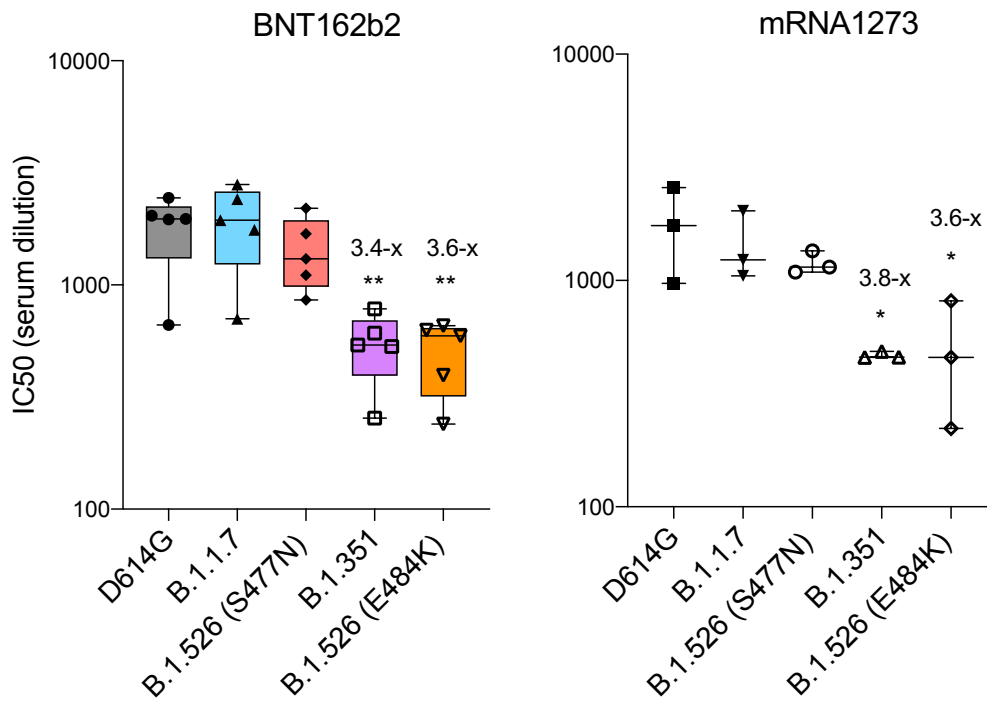 BNT162b2
mRNA1273
IC50 (serum dilution)
10000
1000
100
3.4-x
**
3.6-x
**
D614G
B.1.1.7
B.1.526 (S477N)
B.1.351
B.1.526 (E484K)
10000
1000
100
3.8-x
*
3.6-x
*
D614G
B.1.1.7
B.1.526 (S477N)
B.1.351
B.1.526 (E484K)